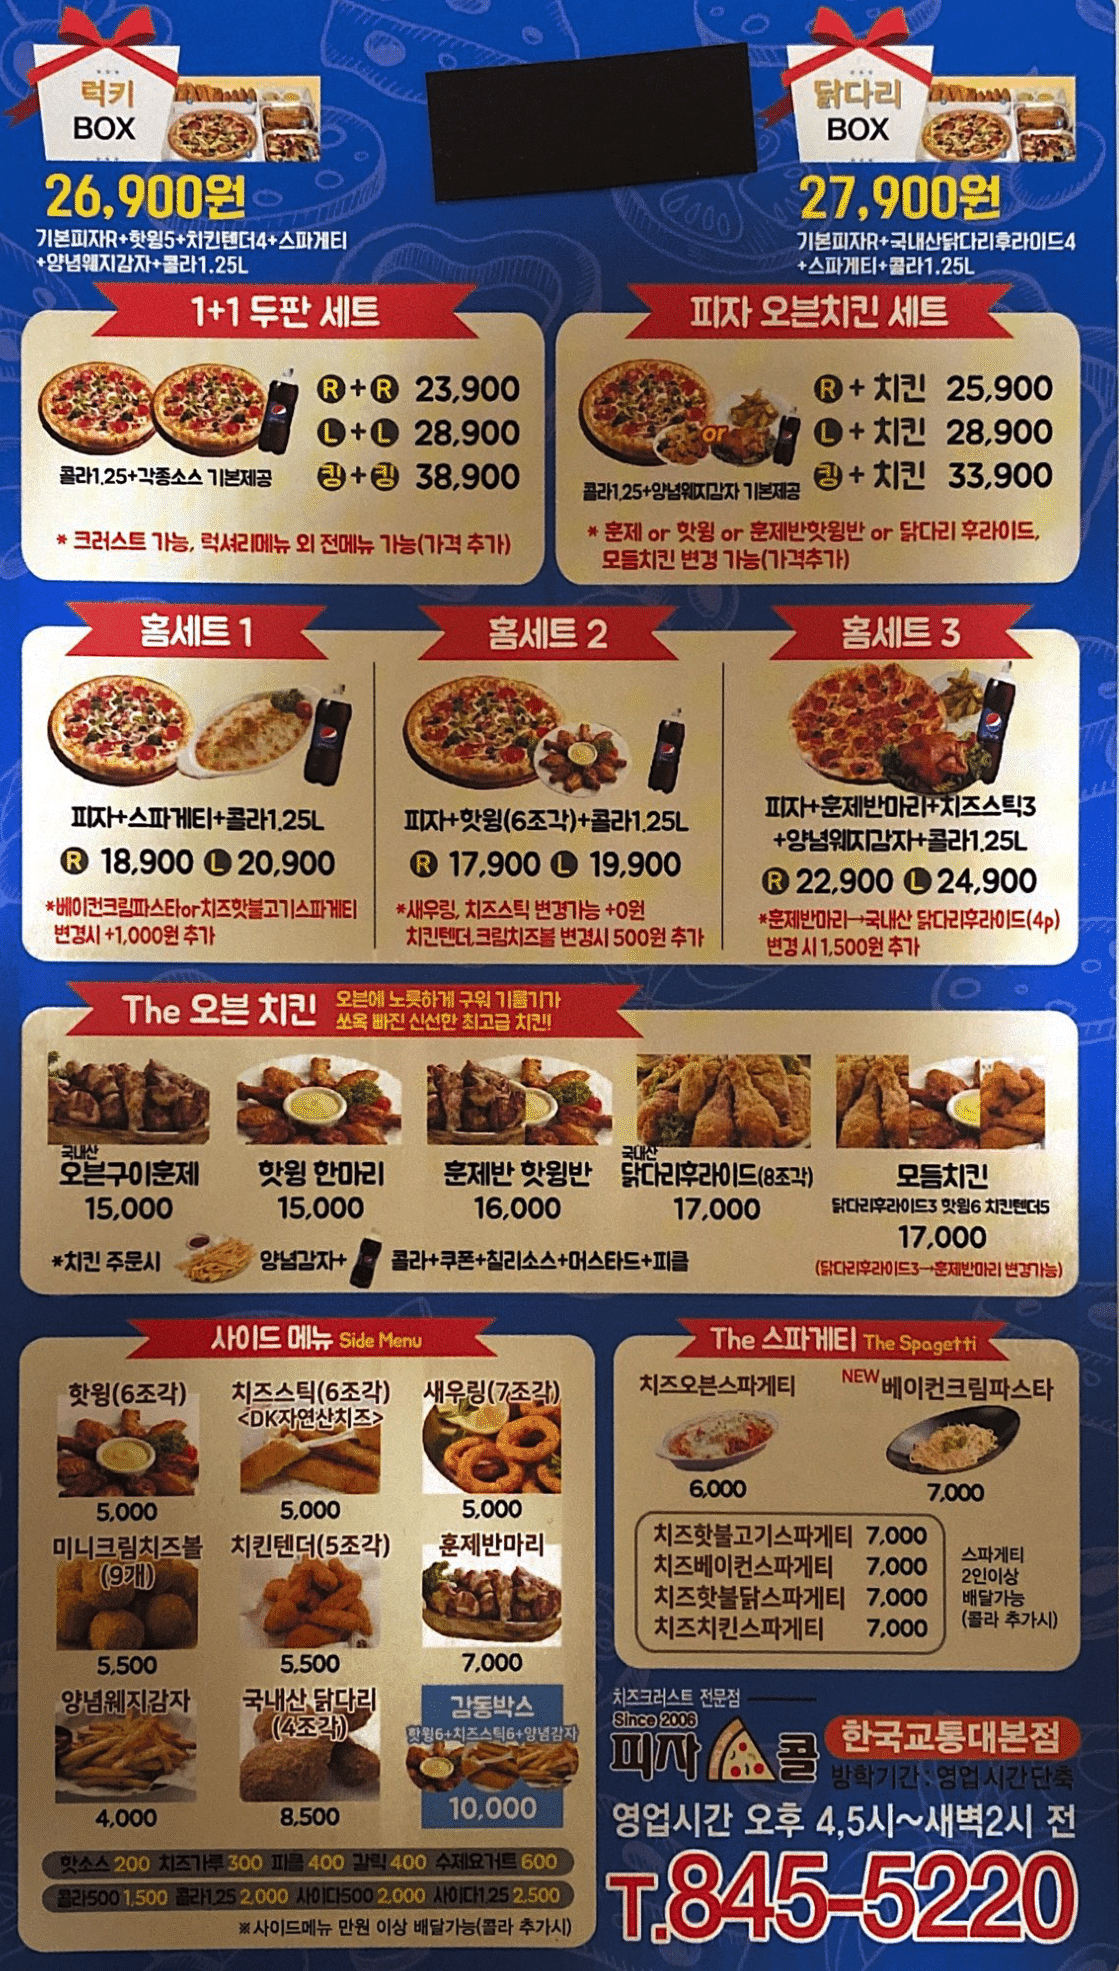 럭키
BOX
26,900원
기본피자R+핫윙5+치킨텐더4+스파게티
+양념웨지감자+콜라1.25L
닭다리
BOX
27,900원
기본피자R+국내산닭다리후라이드4
+스파게티+콜라1.25L
1+1 두판 세트
R+R 23,900
L+L 28,900
킹+킹 38,900
콜라1.25+각종소스 기본제공
* 크러스트 가능, 럭셔리메뉴 외 전메뉴 가능(가격 추가)
피자 오븐치킨 세트
or
R+ 치킨 25,900
L+ 치킨 28,900
킹+ 치킨 33,900
콜라1.25+양념웨지감자 기본제공
* 훈제 or 핫윙 or 훈제반핫윙반 or 닭다리 후라이드,
모듬치킨 변경 가능(가격추가)
홈세트 1
피자+스파게티+콜라1.25L
R 18,900 L 20,900
*베이컨크림파스타or치즈핫불고기스파게티
변경시 +1,000원 추가
홈세트 2
피자+핫윙(6조각)+콜라1.25L
R 17,900 L 19,900
*새우링, 치즈스틱 변경가능 +0원
치킨텐더,크림치즈볼 변경시 500원 추가
홈세트 3
피자+훈제반마리+치즈스틱3
+양념웨지감자+콜라1.25L
R 22,900 L 24,900
*훈제반마리→국내산 닭다리후라이드(4p)
변경 시 1,500원 추가
The 오븐 치킨
오븐에 노릇하게 구워 기름기가
쏘옥 빠진 신선한 최고급 치킨!
국내산
오븐구이훈제
15,000
핫윙 한마리
15,000
훈제반 핫윙반
16,000
국내산
닭다리후라이드(8조각)
17,000
모듬치킨
닭다리후라이드3 핫윙6 치킨텐더5
17,000
(닭다리후라이드3→훈제반마리 변경가능)
*치킨 주문시 양념감자+ 콜라+쿠폰+칠리소스+머스타드+피클
사이드 메뉴 Side Menu
핫윙(6조각)
5,000
치즈스틱(6조각)
<DK자연산치즈>
5,000
새우링(7조각)
5,000
미니크림치즈볼
(9개)
5,500
치킨텐더(5조각)
5,500
훈제반마리
7,000
양념웨지감자
4,000
국내산 닭다리
(4조각)
8,500
감동박스
핫윙6+치즈스틱6+양념감자
10,000
핫소스 200 치즈가루 300 피클 400 갈릭 400 수제요거트 600
콜라500 1,500 콜라1.25 2,000 사이다500 2,000 사이다1.25 2,500
※사이드메뉴 만원 이상 배달가능(콜라 추가시)
The 스파게티 The Spagetti
치즈오븐스파게티
6,000
NEW 베이컨크림파스타
7,000
치즈핫불고기스파게티 7,000
치즈베이컨스파게티 7,000
치즈핫불닭스파게티 7,000
치즈치킨스파게티 7,000
스파게티
2인이상
배달가능
(콜라 추가시)
치즈크러스트 전문점
Since 2006
피자 콜
한국교통대본점
방학기간 : 영업시간단축
영업시간 오후 4,5시~새벽2시 전
T.845-5220